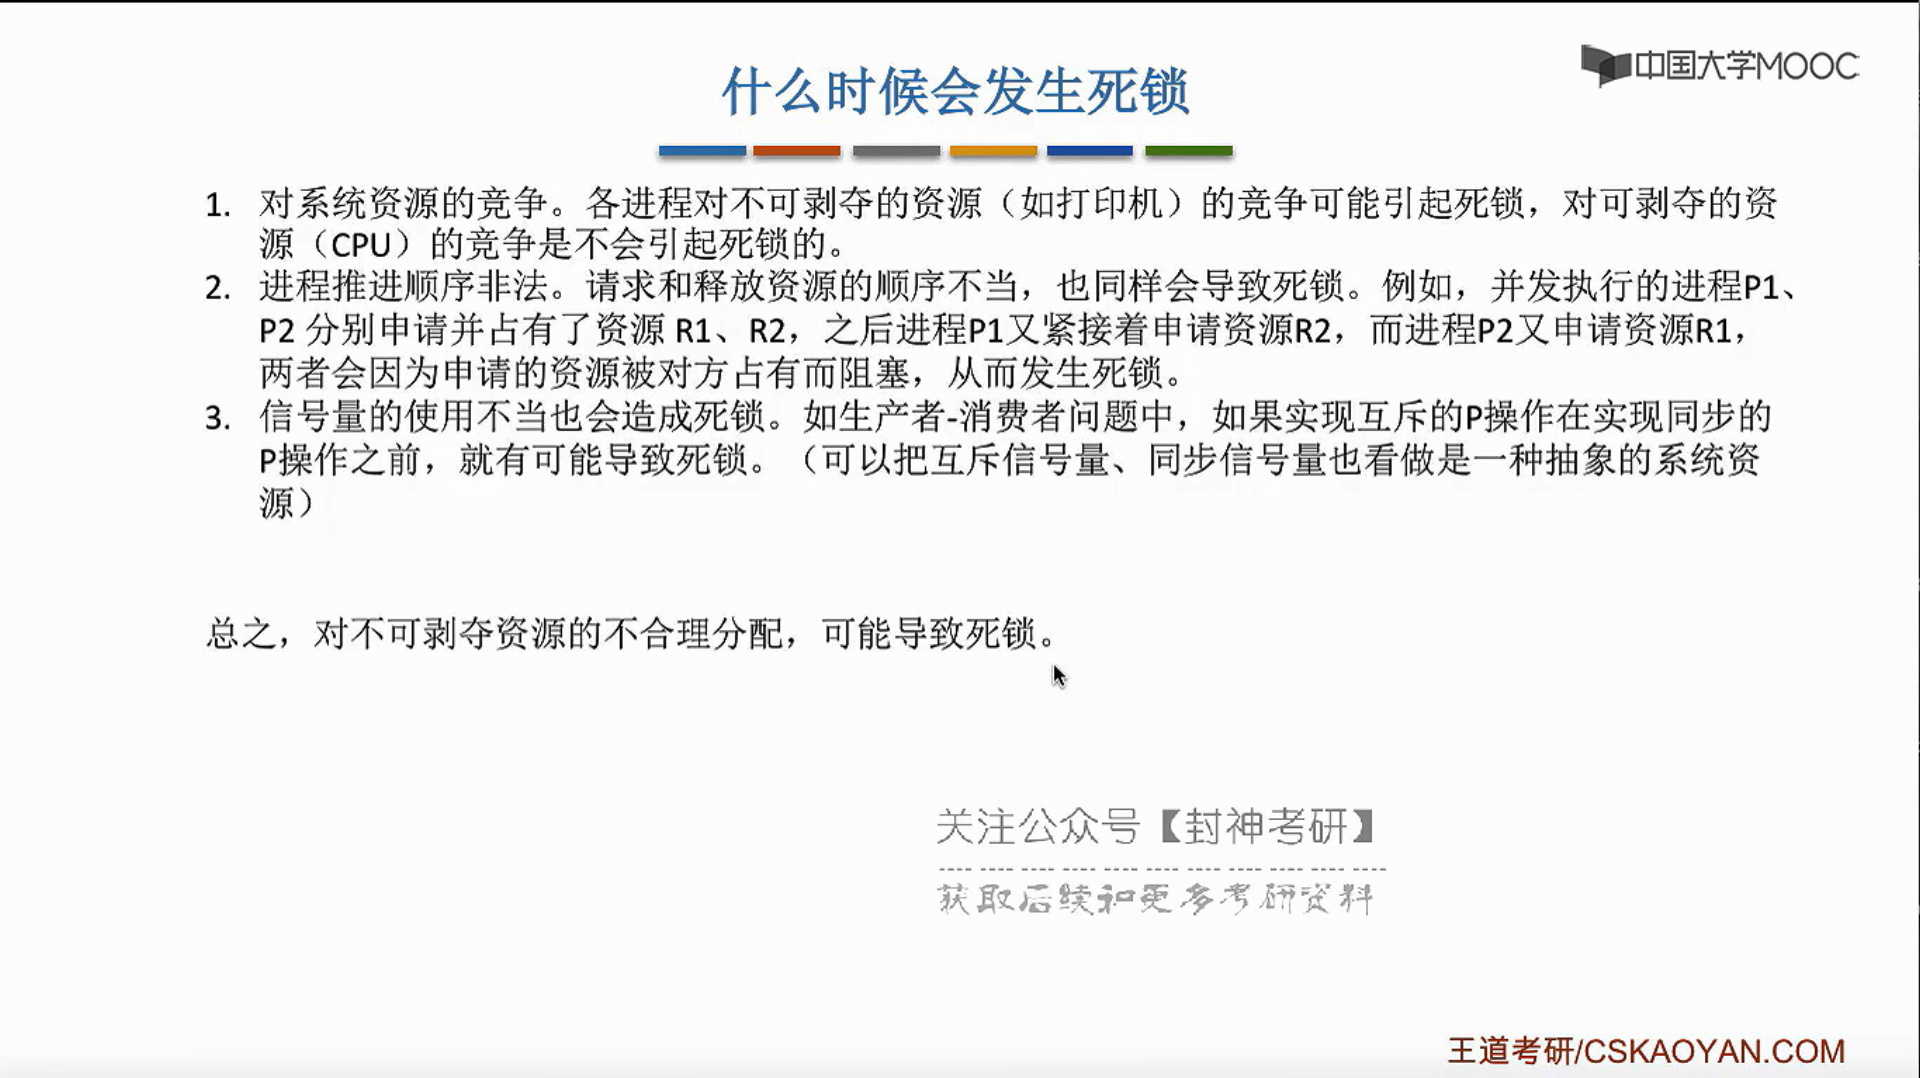 什么时候会发生死锁
中国大学MOOC
1. 对系统资源的竞争。各进程对不可剥夺的资源（如打印机）的竞争可能引起死锁，对可剥夺的资
源（CPU）的竞争是不会引起死锁的。
2. 进程推进顺序非法。请求和释放资源的顺序不当，也同样会导致死锁。例如，并发执行的进程P1、
P2 分别申请并占有了资源 R1、R2，之后进程P1又紧接着申请资源R2，而进程P2又申请资源R1，
两者会因为申请的资源被对方占有而阻塞，从而发生死锁。
3. 信号量的使用不当也会造成死锁。如生产者-消费者问题中，如果实现互斥的P操作在实现同步的
P操作之前，就有可能导致死锁。（可以把互斥信号量、同步信号量也看做是一种抽象的系统资
源）
总之，对不可剥夺资源的不合理分配，可能导致死锁。
关注公众号【封神考研】
获取后续和更多考研资料
王道考研/CSKAOYAN.COM